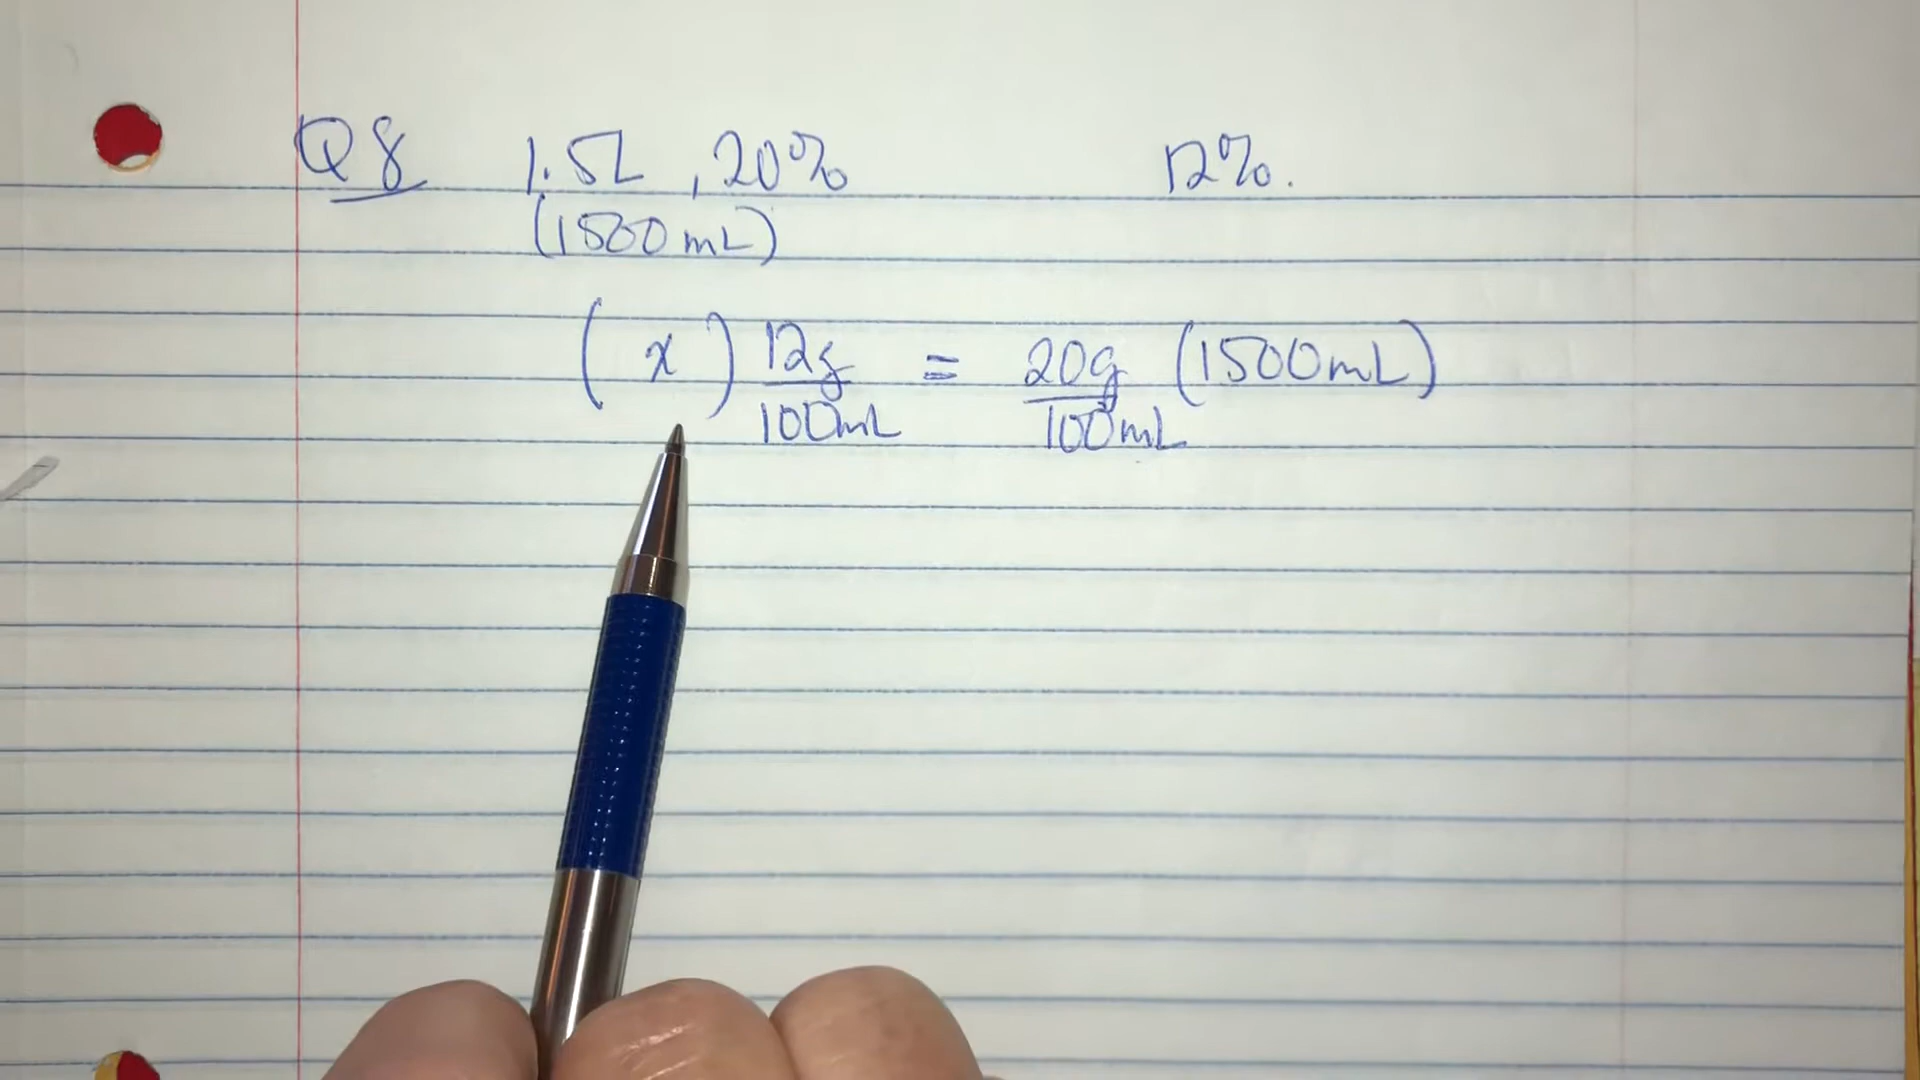 Q8 1.5L, 20% 12%.
(1500 mL)
(x) 12g/100mL = 20g/100mL (1500mL)